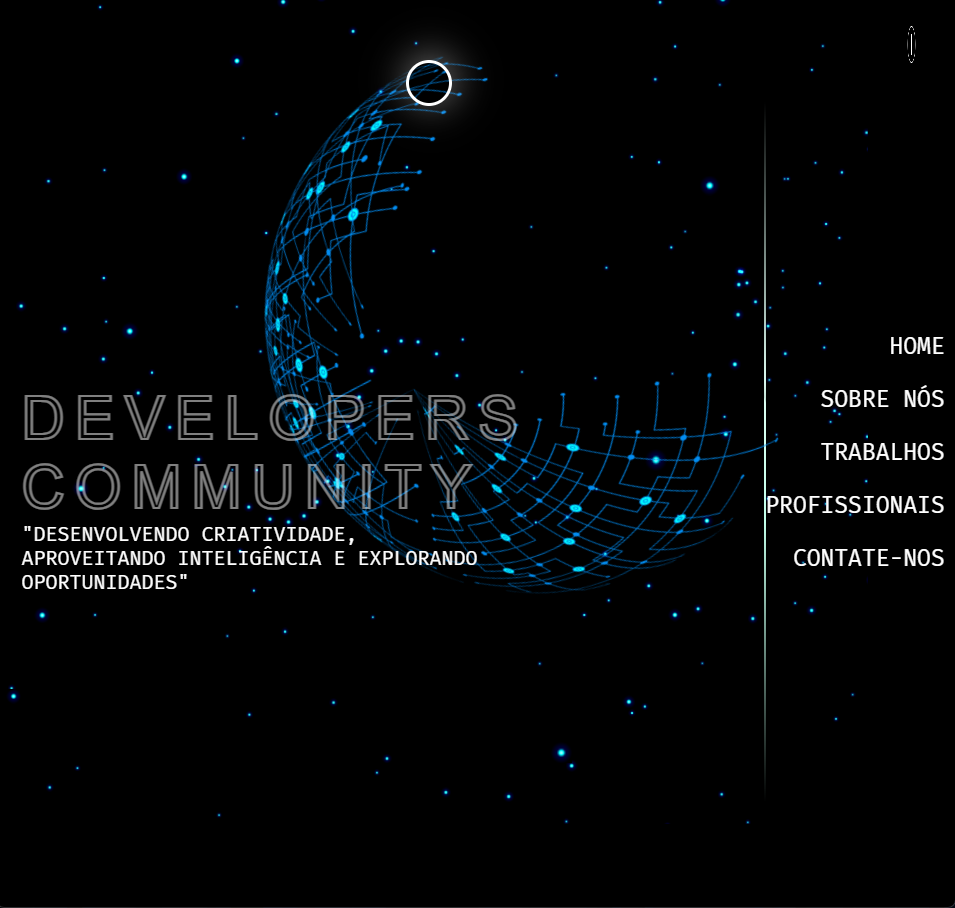 DEVELOPERS
COMMUNITY
"DESENVOLVENDO CRIATIVIDADE,
APROVEITANDO INTELIGÊNCIA E EXPLORANDO
OPORTUNIDADES"
HOME
SOBRE NÓS
TRABALHOS
PROFISSIONAIS
CONTATE-NOS